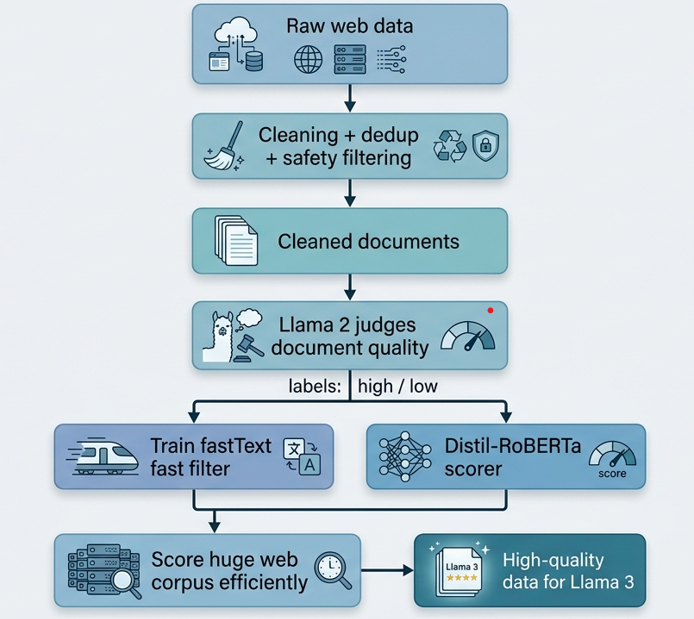 Raw web data
Cleaning + dedup
+ safety filtering
Cleaned documents
Llama 2 judges
document quality
labels: high / low
Train fastText
fast filter
文
A
Distil-RoBERTa
scorer
score
Score huge web
corpus efficiently
Llama 3
High-quality
data for Llama 3